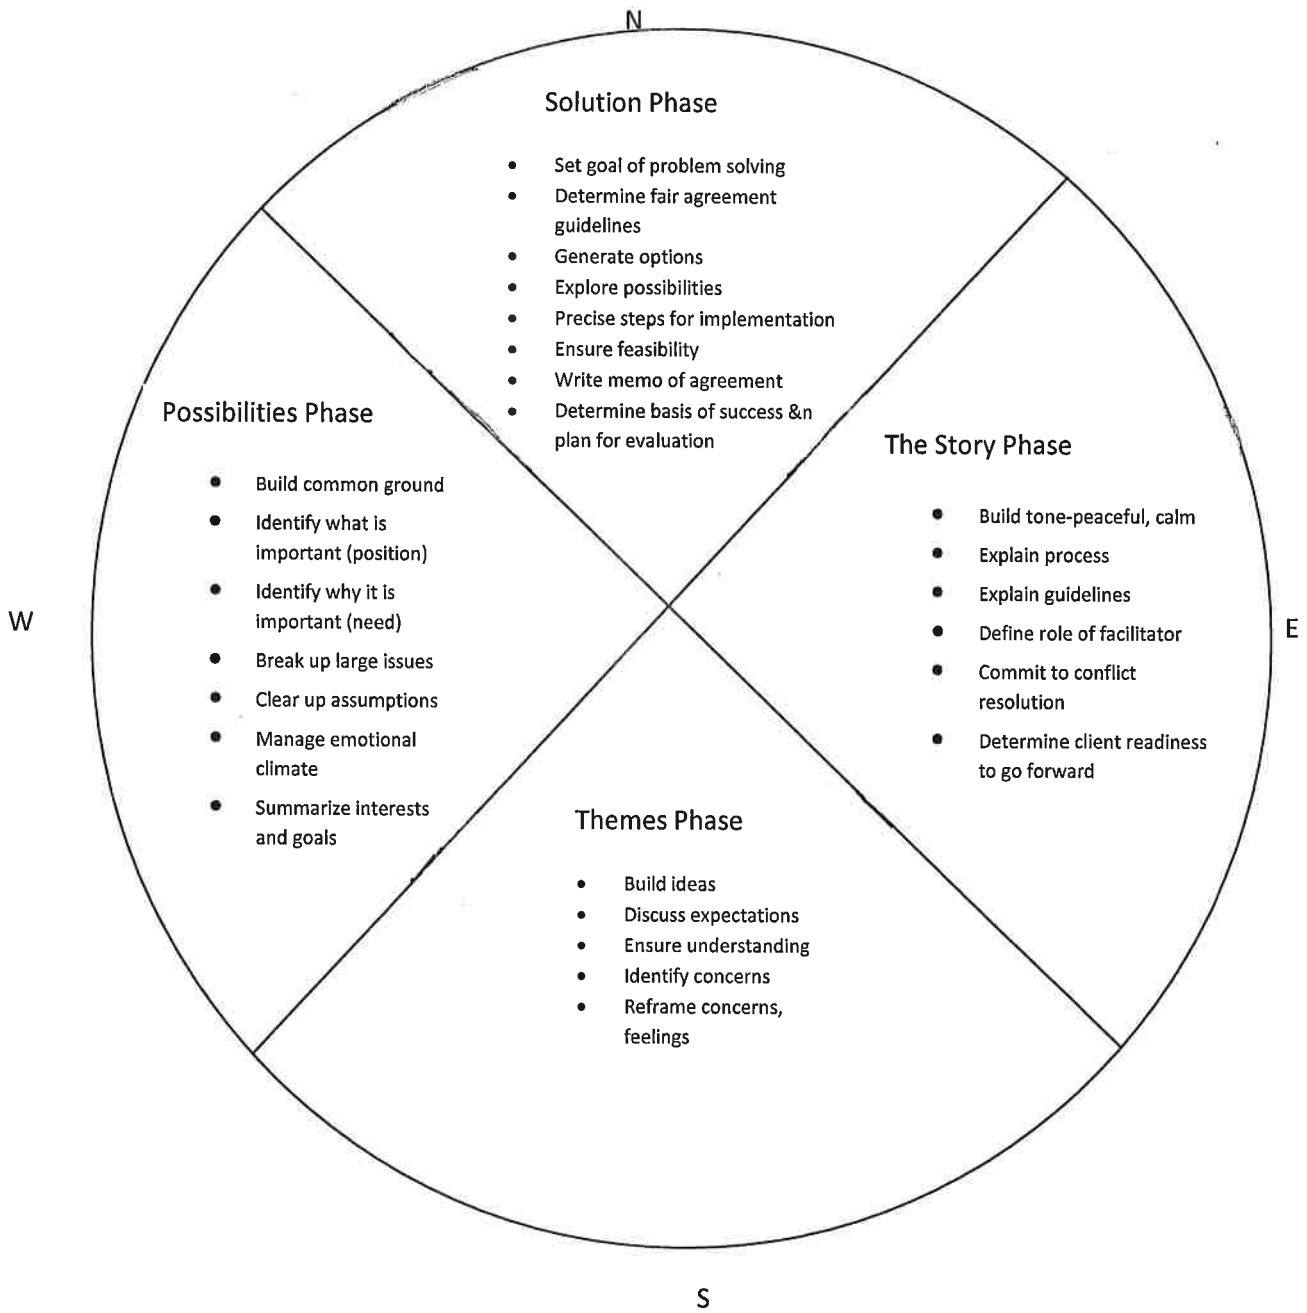 N
Solution Phase
• Set goal of problem solving
• Determine fair agreement
guidelines
• Generate options
• Explore possibilities
• Precise steps for implementation
• Ensure feasibility
• Write memo of agreement
• Determine basis of success &n
plan for evaluation
Possibilities Phase
• Build common ground
• Identify what is
important (position)
• Identify why it is
important (need)
• Break up large issues
• Clear up assumptions
• Manage emotional
climate
• Summarize interests
and goals
W
The Story Phase
• Build tone-peaceful, calm
• Explain process
• Explain guidelines
• Define role of facilitator
• Commit to conflict
resolution
• Determine client readiness
to go forward
E
Themes Phase
• Build ideas
• Discuss expectations
• Ensure understanding
• Identify concerns
• Reframe concerns,
feelings
S